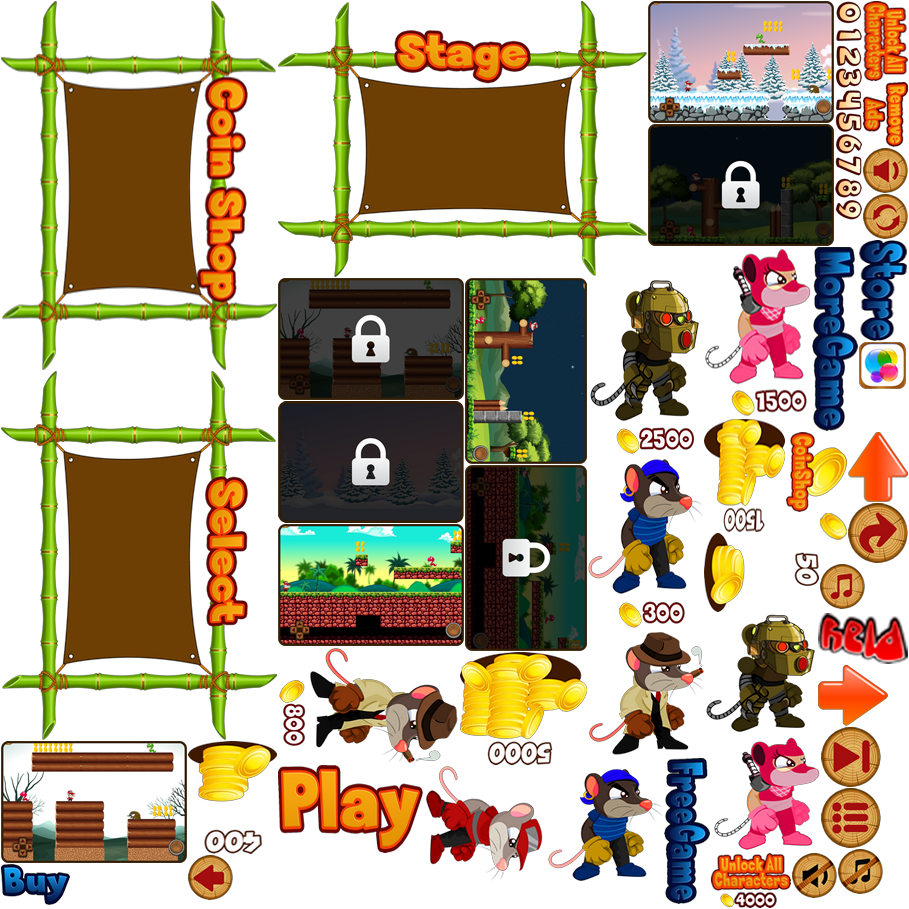 Coin Shop
Stage
Unlock All
Characters
Remove
Ads
0123456789
Store
MoreGame
1500
2500
CoinShop
1500
50
300
Select
Play
800
5000
Play
FreeGame
400
Buy
Unlock All
Characters
4000